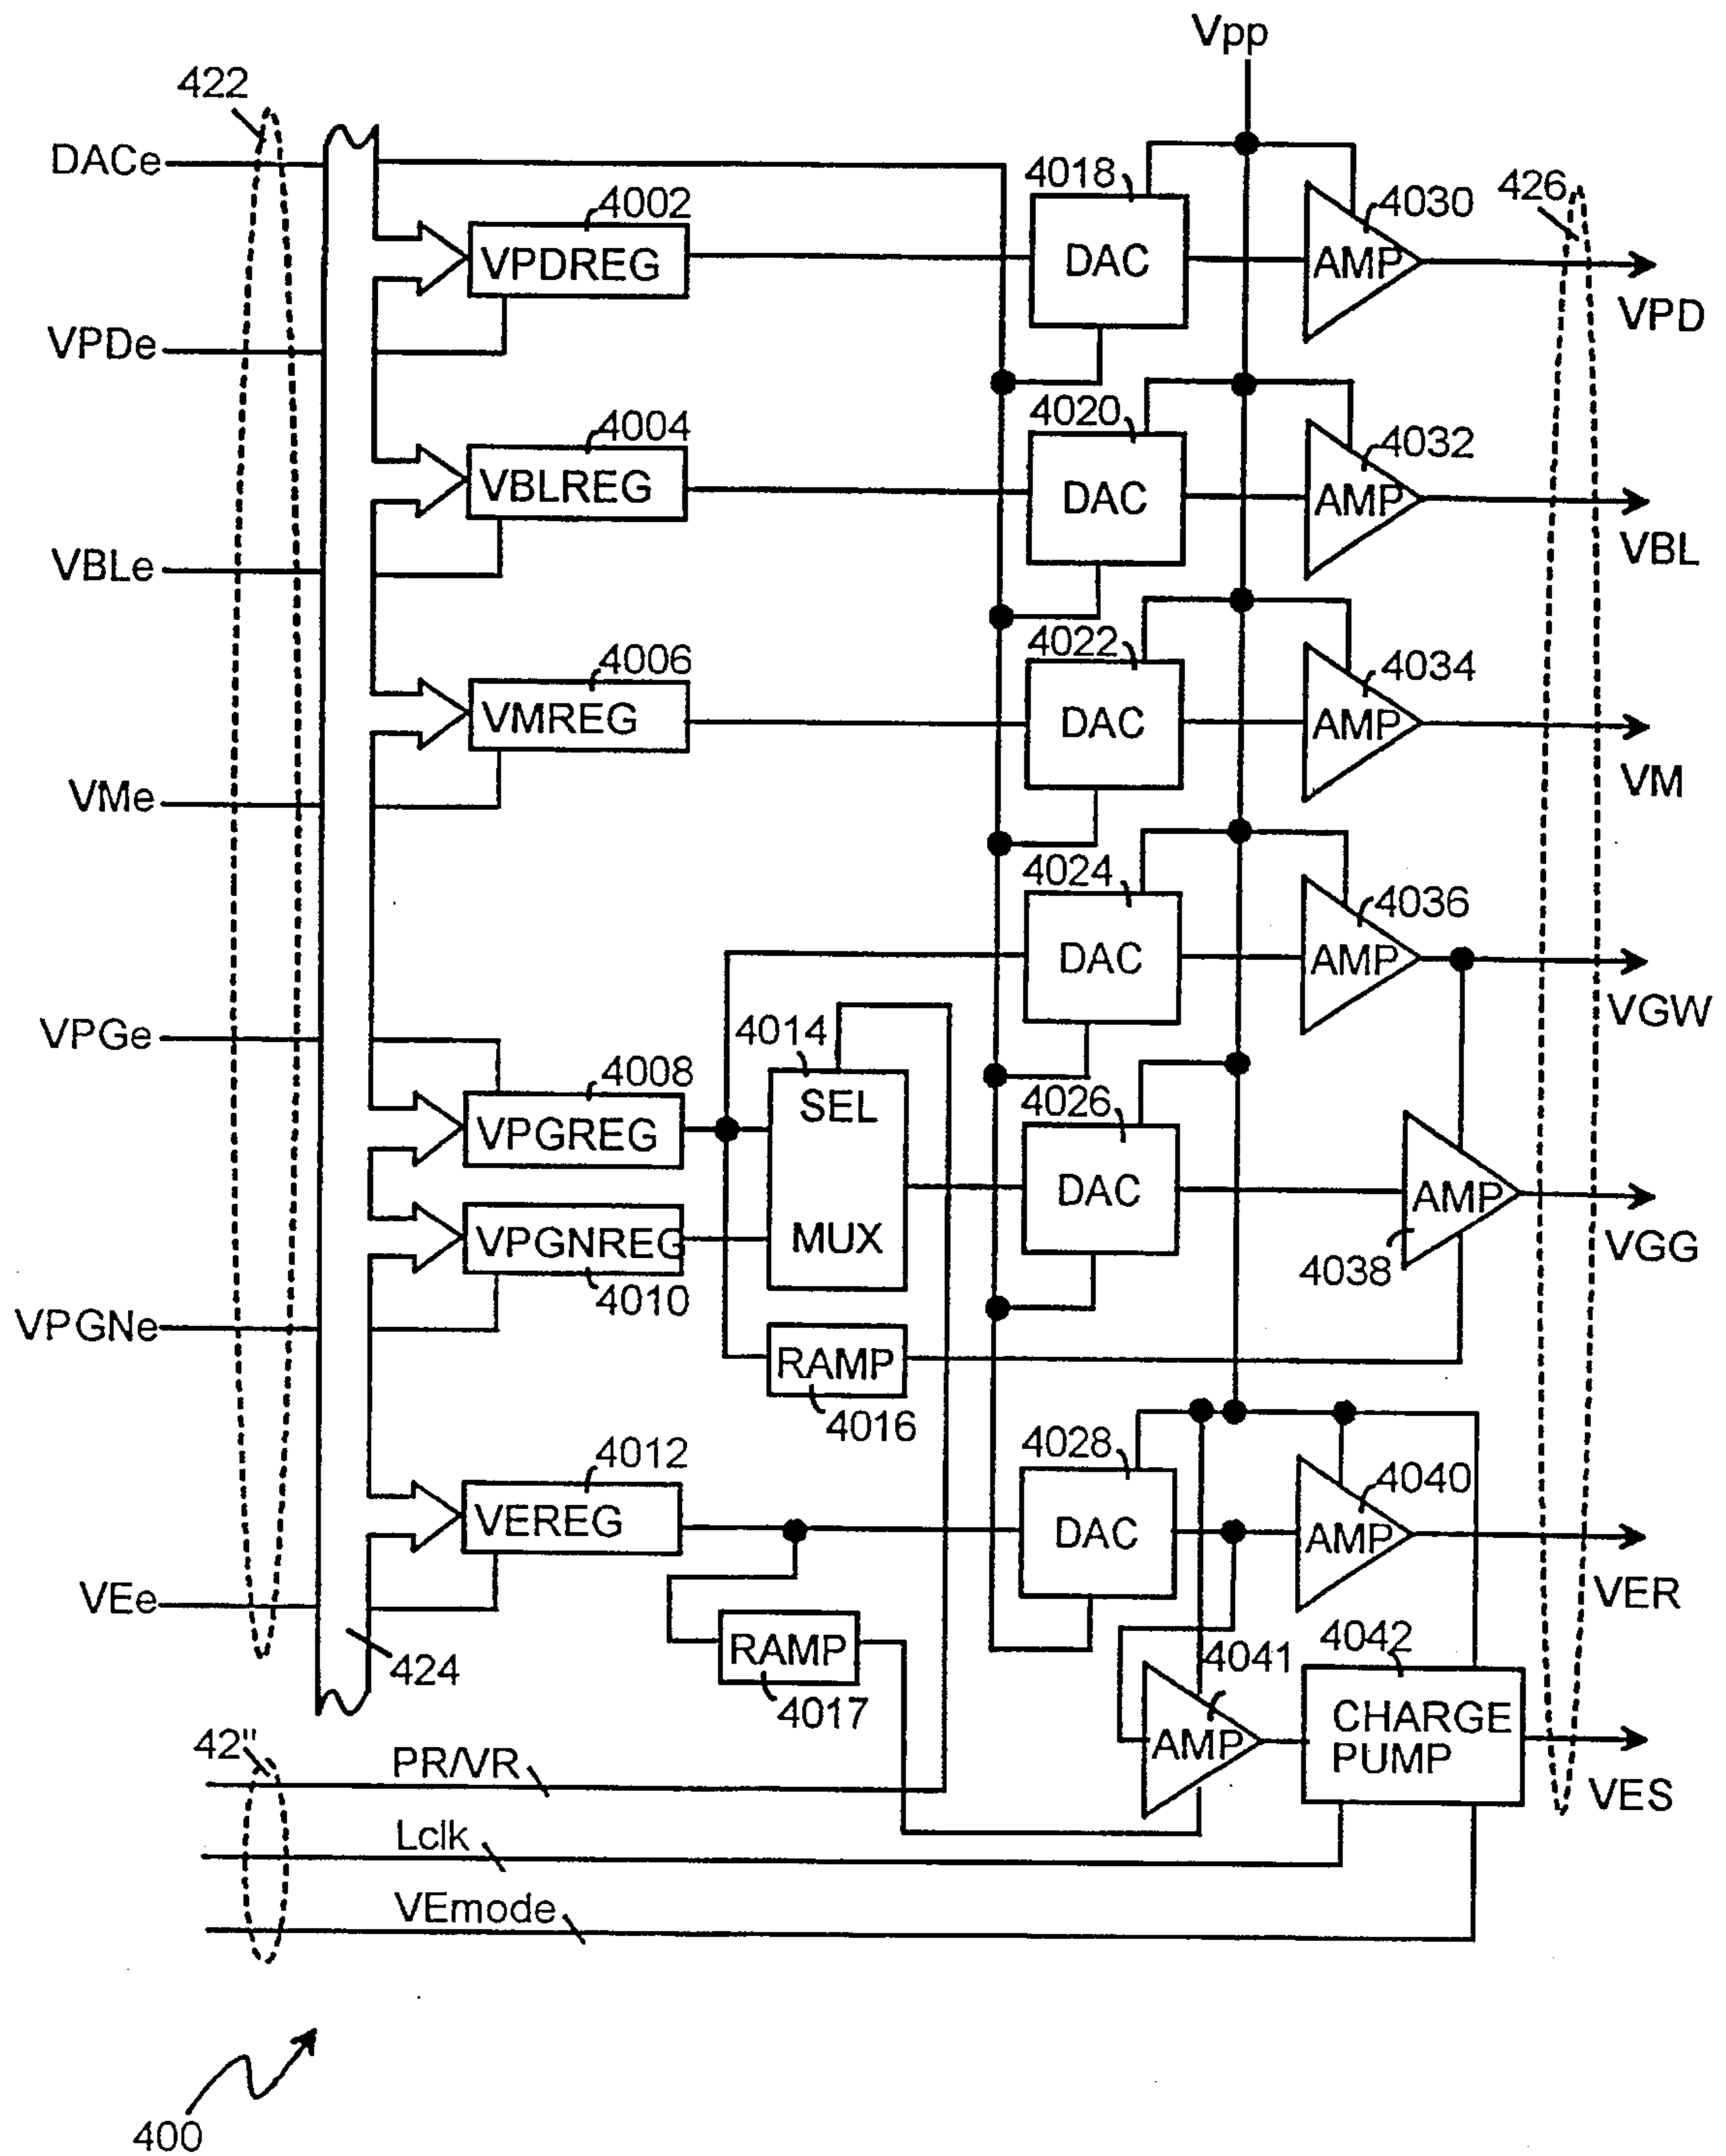 Vpp
422
DACe
4002
4018
4030
426
VPDREG
DAC
AMP
VPD
VPDe
4004
4020
4032
VBLREG
DAC
AMP
VBL
VBLe
4006
4022
4034
VMREG
DAC
AMP
VM
VMe
4024
4036
DAC
AMP
VGW
VPGe
4014
4008
SEL
4026
VPGREG
DAC
AMP
VPGNREG
MUX
4038
VGG
4010
VPGNe
RAMP
4016
4012
4028
4040
VEREG
DAC
AMP
VER
VEe
424
RAMP
4017
4041
4042
AMP
CHARGE
PUMP
VES
42"
PR/VR
Lclk
VEmode
400